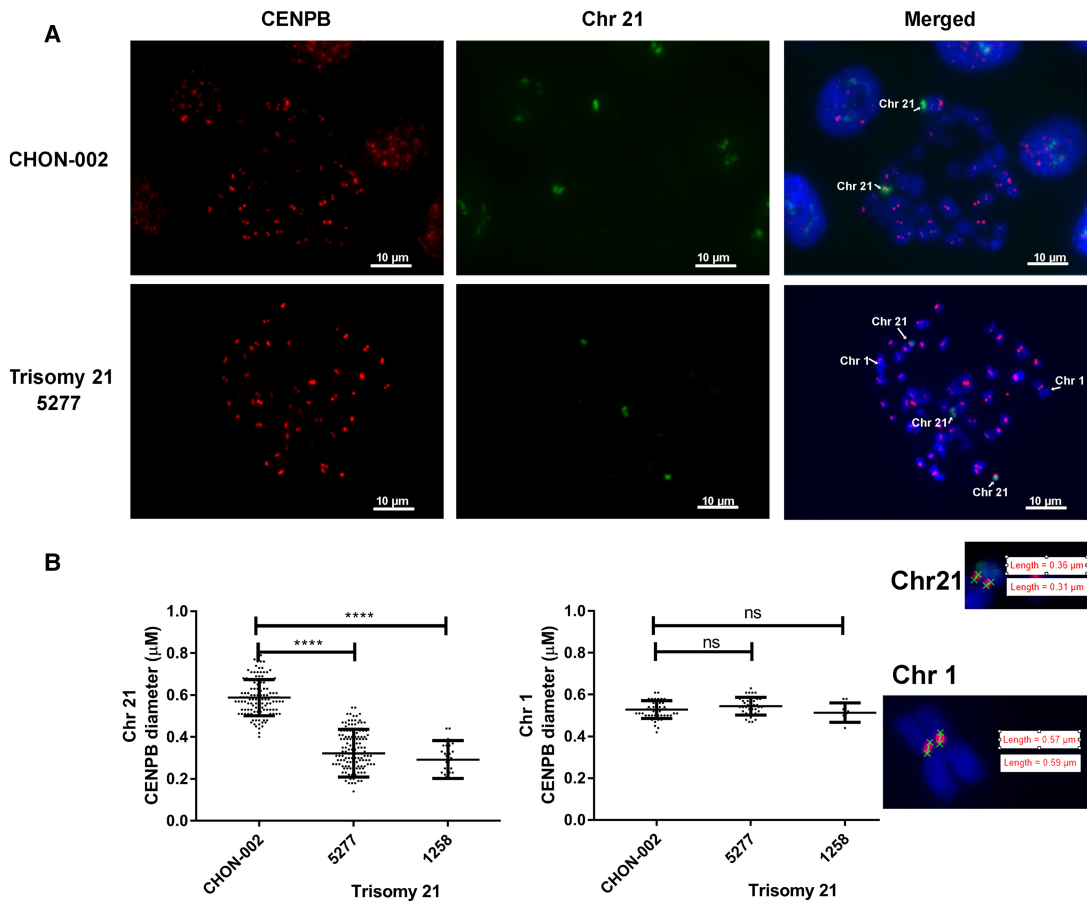 A
CENPB
Chr 21
Merged
CHON-002
10 µm
10 µm
Chr 21
Chr 21
10 µm
Trisomy 21
5277
10 µm
10 µm
Chr 21
Chr 1
Chr 1
Chr 21
Chr 21
10 µm
B
Chr 21
CENPB diameter (µM)
1.0
0.8
0.6
0.4
0.2
0.0
****
****
CHON-002
5277
1258
Trisomy 21
Chr 1
CENPB diameter (µM)
1.0
0.8
0.6
0.4
0.2
0.0
ns
ns
CHON-002
5277
1258
Trisomy 21
Chr21
Length = 0.36 µm
Length = 0.31 µm
Chr 1
Length = 0.57 µm
Length = 0.59 µm